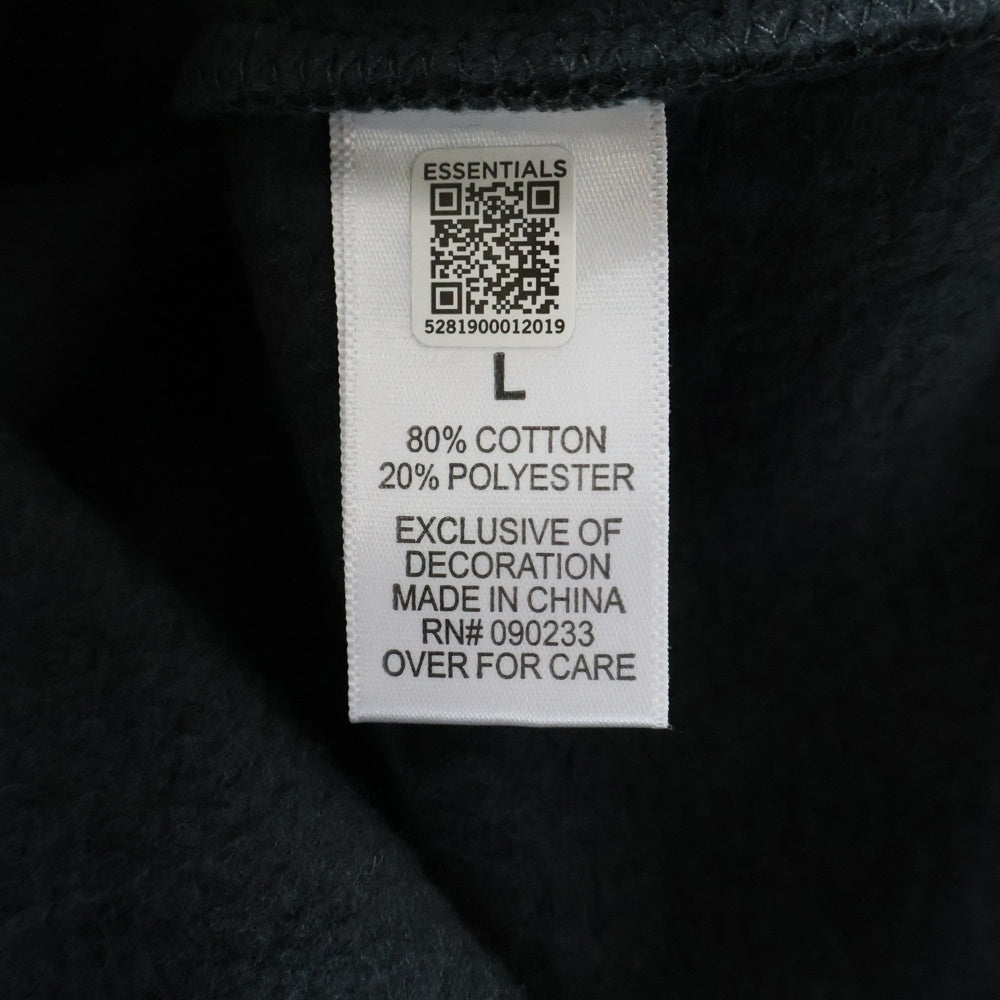 ESSENTIALS
5281900012019
L
80% COTTON
20% POLYESTER
EXCLUSIVE OF
DECORATION
MADE IN CHINA
RN# 090233
OVER FOR CARE